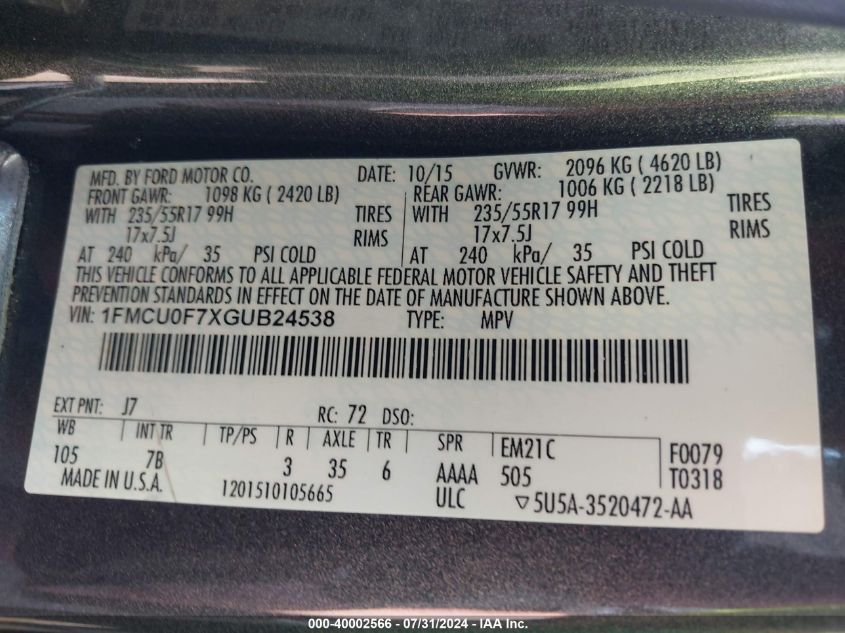 MFD. BY FORD MOTOR CO. DATE: 10/15 GVWR: 2096 KG ( 4620 LB)
FRONT GAWR: 1098 KG ( 2420 LB) REAR GAWR: 1006 KG ( 2218 LB)
WITH 235/55R17 99H TIRES WITH 235/55R17 99H TIRES
17x7.5J RIMS 17x7.5J RIMS
AT 240 kPa/ 35 PSI COLD AT 240 kPa/ 35 PSI COLD
THIS VEHICLE CONFORMS TO ALL APPLICABLE FEDERAL MOTOR VEHICLE SAFETY AND THEFT
PREVENTION STANDARDS IN EFFECT ON THE DATE OF MANUFACTURE SHOWN ABOVE.
VIN: 1FMCU0F7XGUB24538 TYPE: MPV
EXT PNT: J7 RC: 72 DSO:
WB INT TR TP/PS R AXLE TR SPR EM21C F0079
105 7B 3 35 6 AAAA 505 T0318
MADE IN U.S.A. 1201510105665 ULC ▽5U5A-3520472-AA
000-40002566 - 07/31/2024 - IAA Inc.